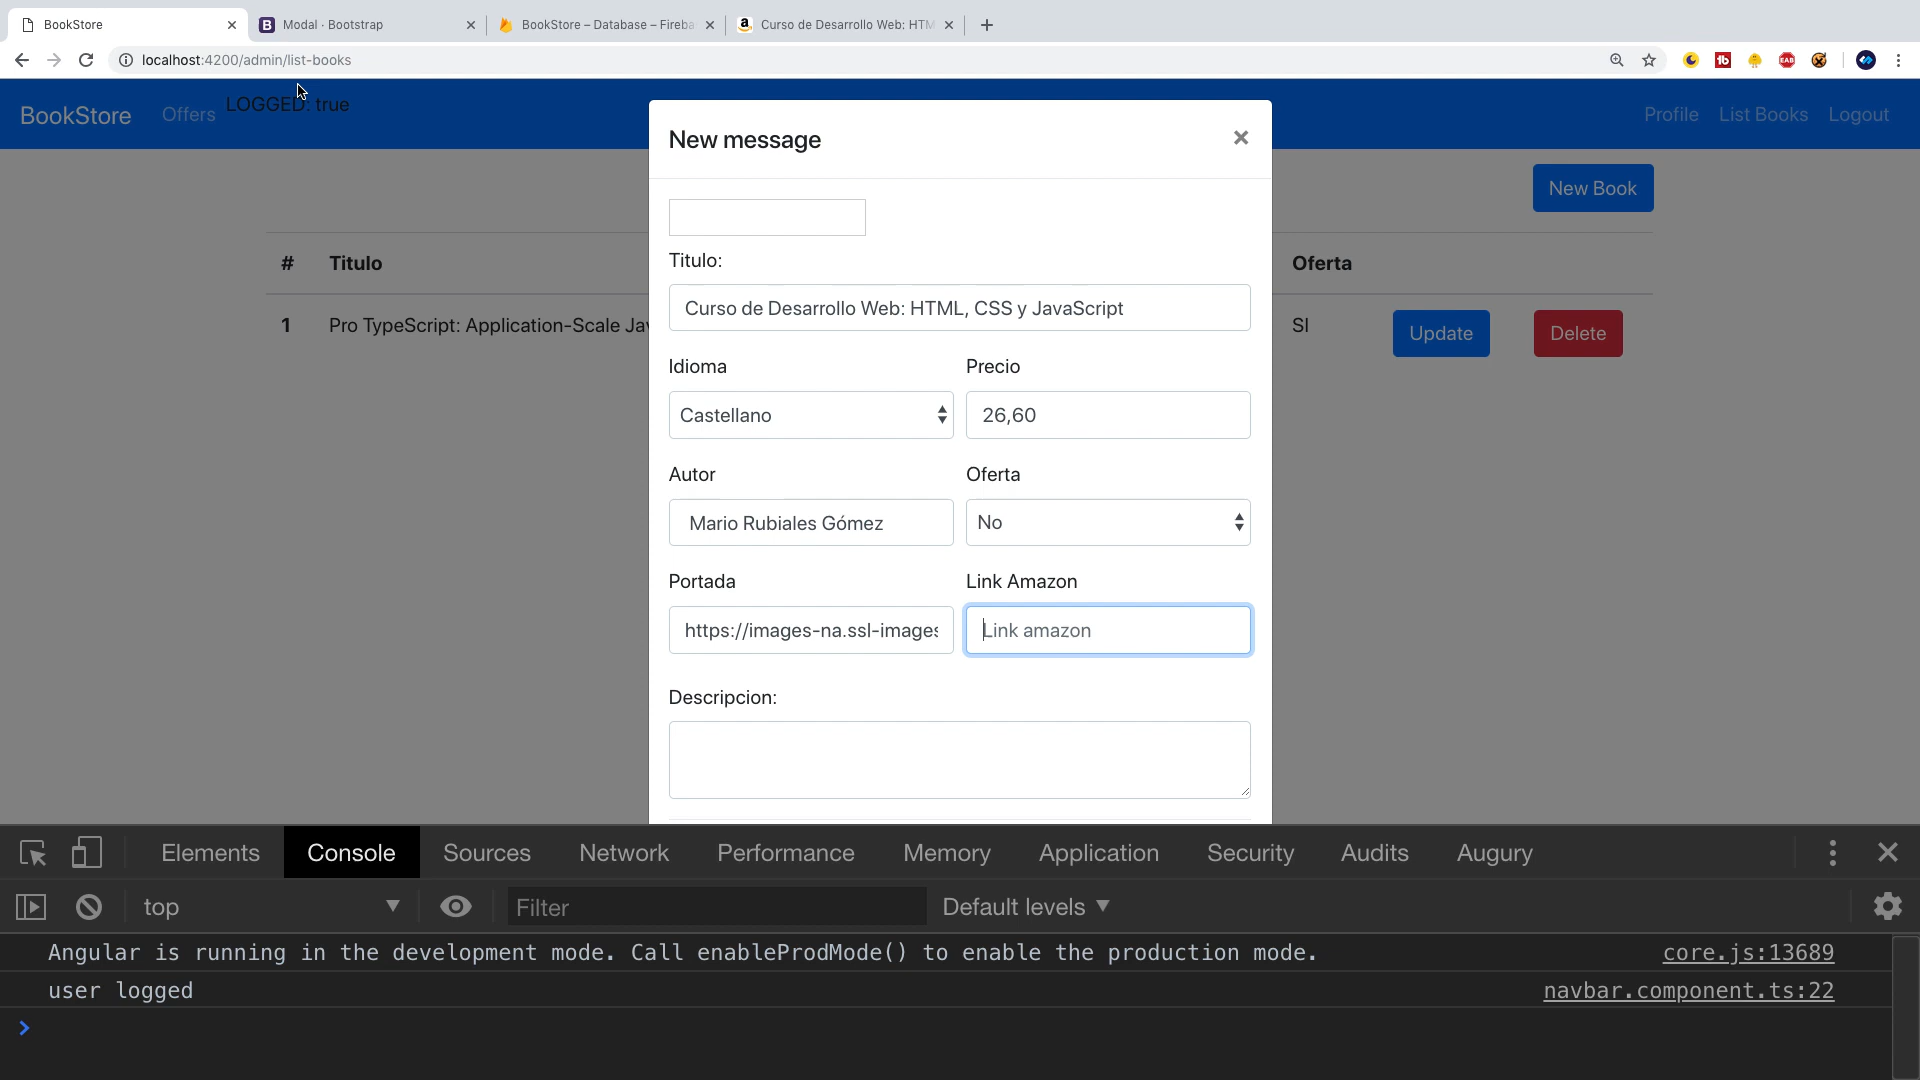 BookStore
Modal · Bootstrap
BookStore – Database – Fireba
Curso de Desarrollo Web: HTM
localhost:4200/admin/list-books
BookStore
Offers
LOGGED: true
Profile
List Books
Logout
New message
New Book
# Titulo
Oferta
Titulo:
Curso de Desarrollo Web: HTML, CSS y JavaScript
1 Pro TypeScript: Application-Scale Jav
SI
Update
Delete
Idioma
Precio
Castellano
26,60
Autor
Oferta
Mario Rubiales Gómez
No
Portada
Link Amazon
https://images-na.ssl-images
Link amazon
Descripcion:
Elements
Console
Sources
Network
Performance
Memory
Application
Security
Audits
Augury
top
Filter
Default levels
Angular is running in the development mode. Call enableProdMode() to enable the production mode.
core.js:13689
user logged
navbar.component.ts:22